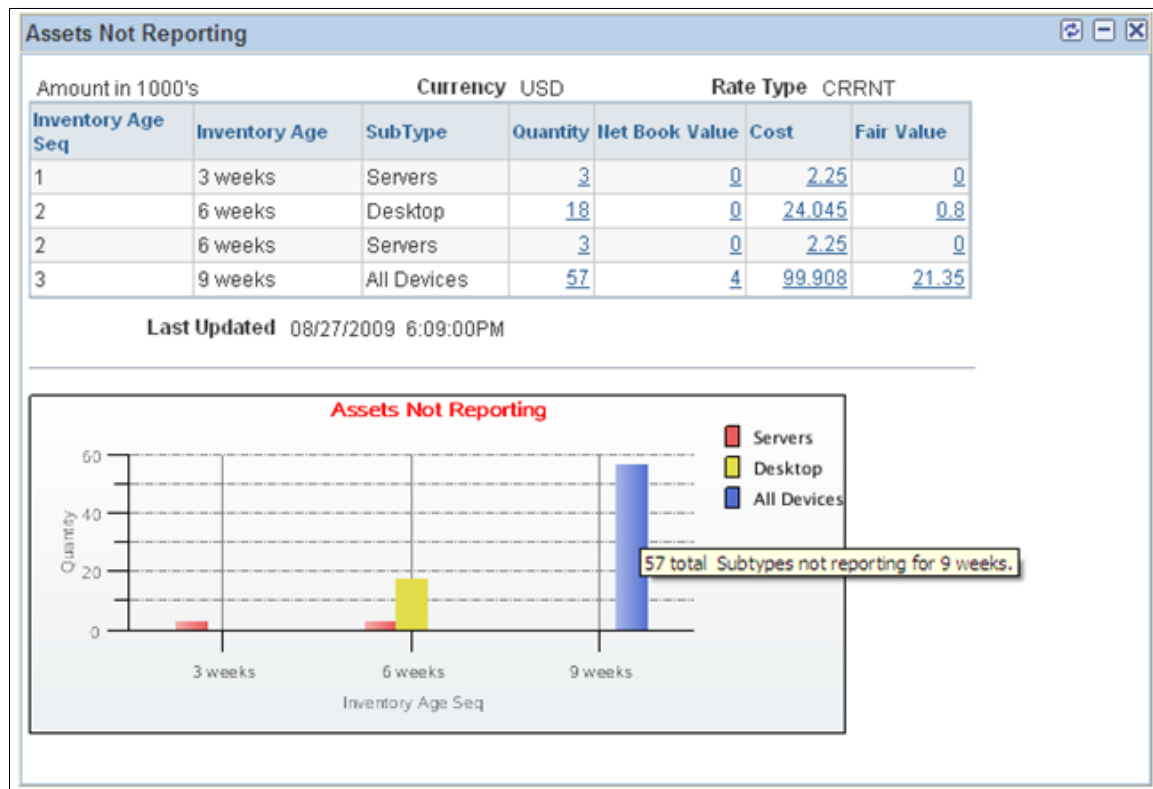 Assets Not Reporting
Amount in 1000's Currency USD Rate Type CRRNT
Inventory Age Seq Inventory Age SubType Quantity Net Book Value Cost Fair Value
1 3 weeks Servers 3 0 2.25 0
2 6 weeks Desktop 18 0 24.045 0.8
2 6 weeks Servers 3 0 2.25 0
3 9 weeks All Devices 57 4 99.908 21.35
Last Updated 08/27/2009 6:09:00PM
Assets Not Reporting
Servers
Desktop
All Devices
60
40
20
0
Quantity
57 total Subtypes not reporting for 9 weeks.
3 weeks 6 weeks 9 weeks
Inventory Age Seq